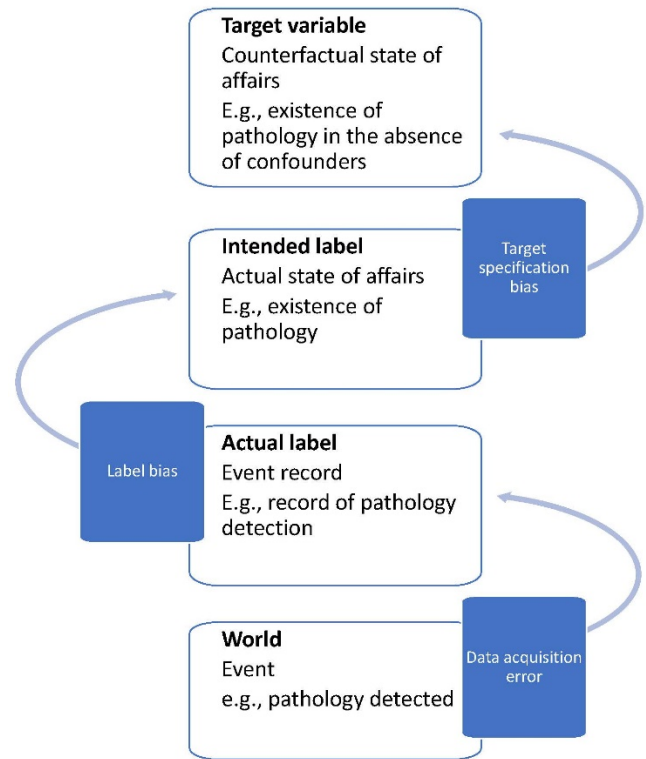 Target variable
Counterfactual state of
affairs
E.g., existence of
pathology in the absence
of confounders
Target
specification
bias
Intended label
Actual state of affairs
E.g., existence of
pathology
Label bias
Actual label
Event record
E.g., record of pathology
detection
World
Event
e.g., pathology detected
Data acquisition
error